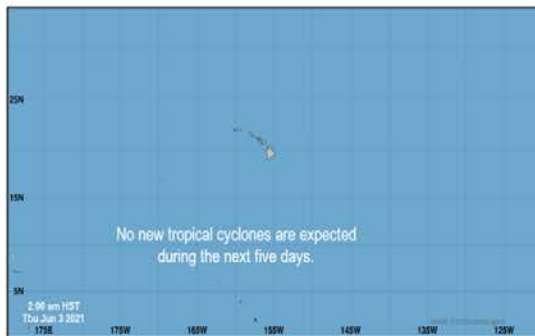 25N
15N
No new tropical cyclones are expected
during the next five days.
5N
2:00 am HST
Thu Jun 3 2021
175E
175W
165W
155W
145W
135W
125W